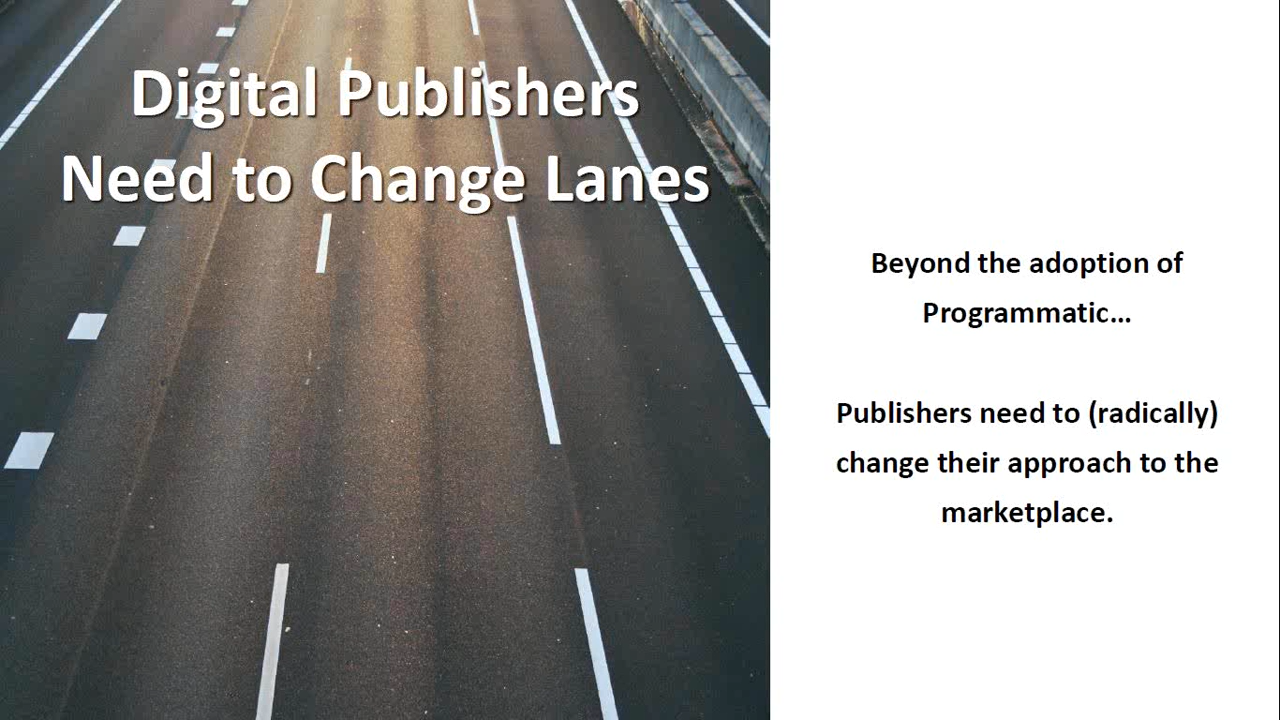 Digital Publishers
Need to Change Lanes
Beyond the adoption of
Programmatic...
Publishers need to (radically)
change their approach to the
marketplace.